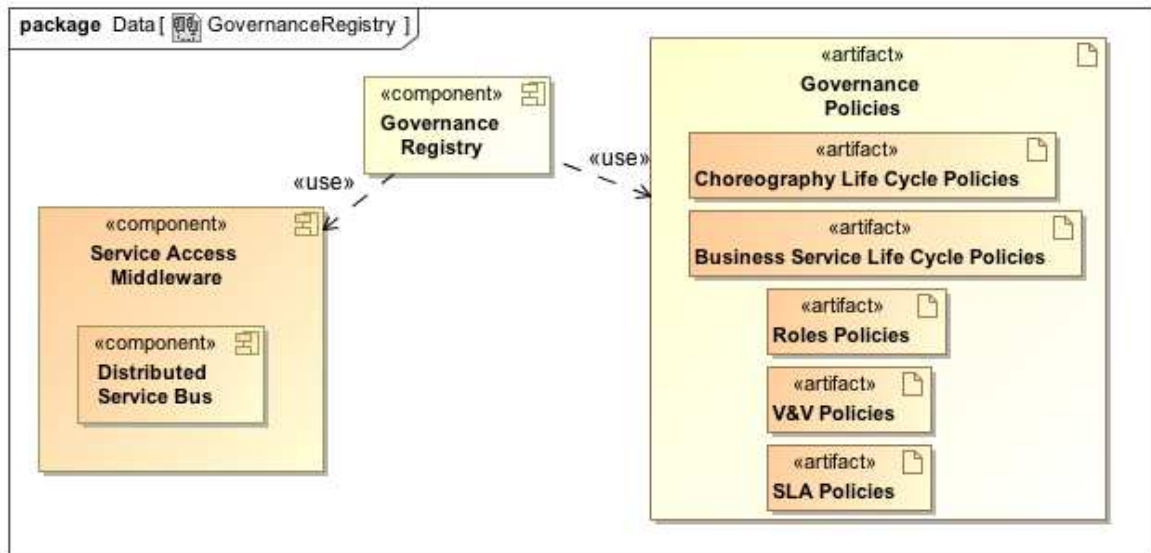 package Data [ GovernanceRegistry ]
«component»
Governance
Registry
«use»
«use»
«component»
Service Access
Middleware
«component»
Distributed
Service Bus
«artifact»
Governance
Policies
«artifact»
Choreography Life Cycle Policies
«artifact»
Business Service Life Cycle Policies
«artifact»
Roles Policies
«artifact»
V&V Policies
«artifact»
SLA Policies